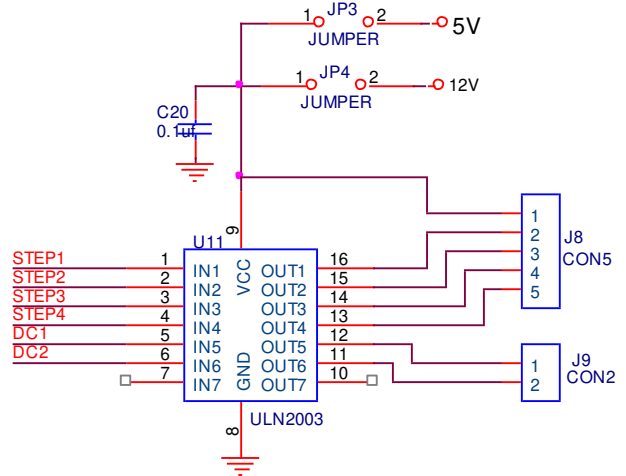 JP3
1 2
JUMPER
5V
JP4
1 2
JUMPER
12V
C20
0.1uf
9
U11
STEP1 1 IN1 VCC OUT1 16
STEP2 2 IN2 OUT2 15
STEP3 3 IN3 OUT3 14
STEP4 4 IN4 OUT4 13
DC1 5 IN5 OUT5 12
DC2 6 IN6 GND OUT6 11
7 IN7 OUT7 10
8
ULN2003
1
2
3
4
5
J8
CON5
1
2
J9
CON2